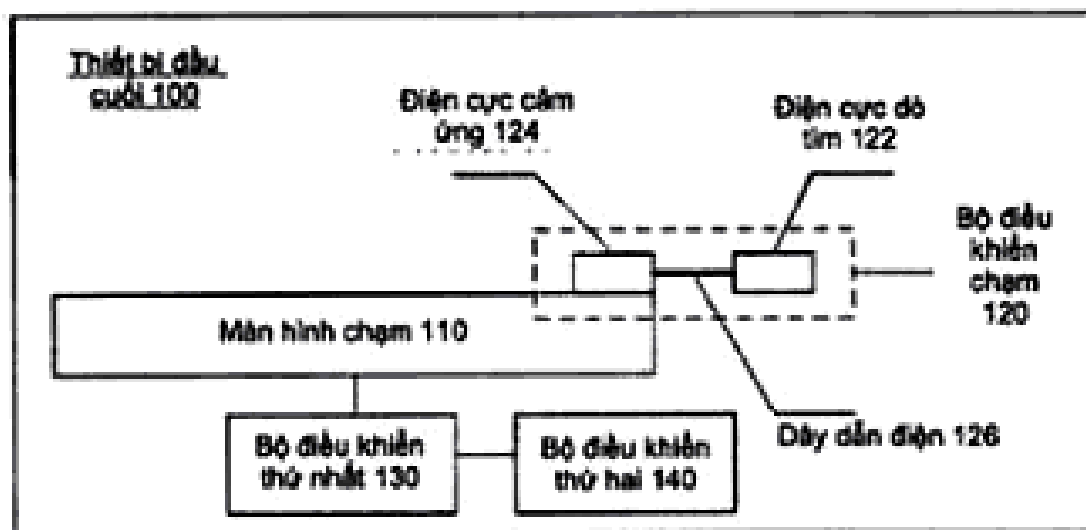 Thiết bị đầu
cuối 100
Điện cực cảm
ứng 124
Điện cực dò
tìm 122
Bộ điều
khiển
chạm
120
Màn hình chạm 110
Bộ điều khiển
thứ nhất 130
Bộ điều khiển
thứ hai 140
Dây dẫn điện 126